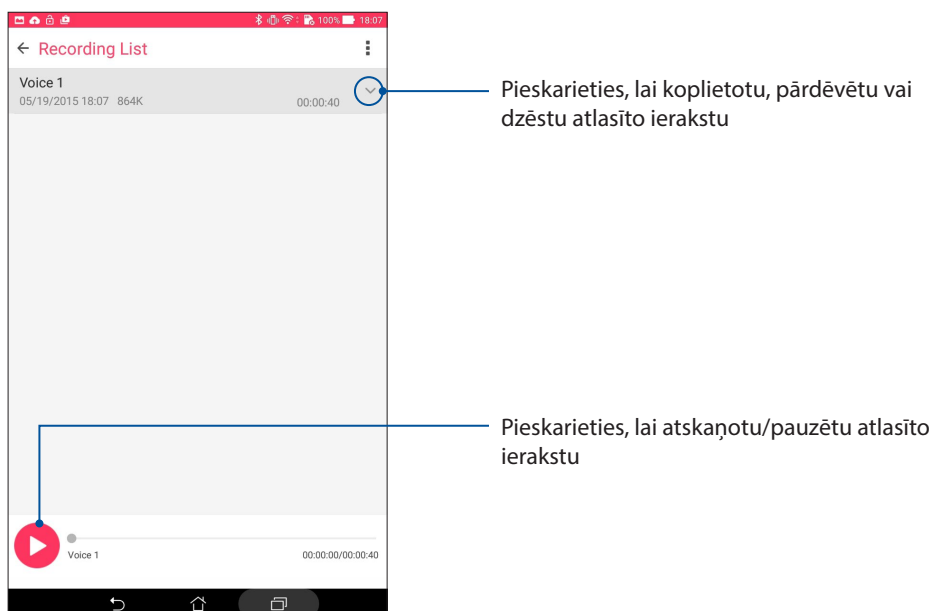 100% 18:07
Recording List
Voice 1
05/19/2015 18:07 864K 00:00:40
Pieskarieties, lai koplietotu, pārdēvētu vai
dzēstu atlasīto ierakstu
Pieskarieties, lai atskaņotu/pauzētu atlasīto
ierakstu
Voice 1 00:00:00/00:00:40